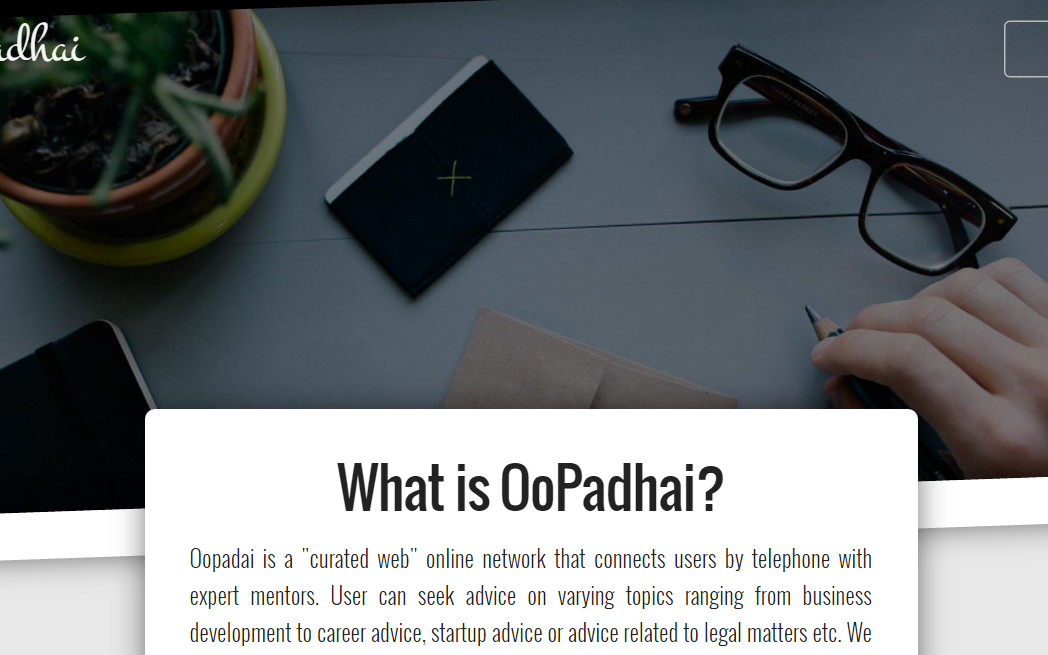 adhai
What is OoPadhai?
Oopadai is a "curated web" online network that connects users by telephone with
expert mentors. User can seek advice on varying topics ranging from business
development to career advice, startup advice or advice related to legal matters etc. We